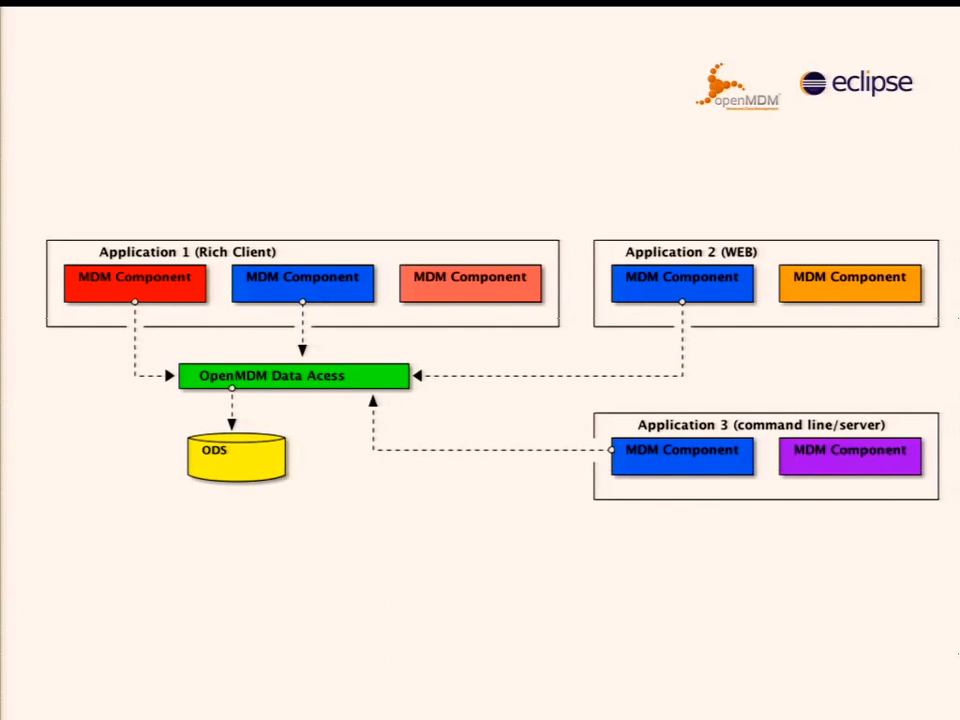 openMDM
eclipse
Application 1 (Rich Client)
MDM Component
MDM Component
MDM Component
Application 2 (WEB)
MDM Component
MDM Component
OpenMDM Data Acess
ODS
Application 3 (command line/server)
MDM Component
MDM Component